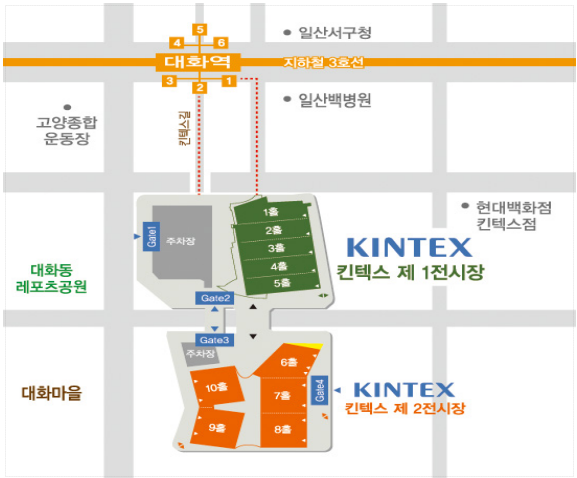 5
4
6
일산서구청
대화역
지하철 3호선
3
2
1
일산백병원
고양종합
운동장
킨텍스길
1홀
2홀
3홀
4홀
5홀
주차장
Gate1
Gate2
현대백화점
킨텍스점
KINTEX
킨텍스 제 1전시장
대화동
레포츠공원
Gate3
주차장
6홀
7홀
8홀
10홀
9홀
Gate4
KINTEX
킨텍스 제 2전시장
대화마을